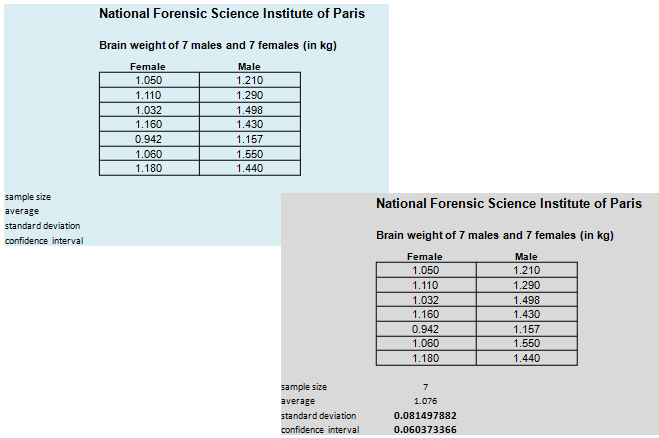 National Forensic Science Institute of Paris
Brain weight of 7 males and 7 females (in kg)
Female Male
1.050 1.210
1.110 1.290
1.032 1.498
1.160 1.430
0.942 1.157
1.060 1.550
1.180 1.440
sample size
average
standard deviation
confidence interval
National Forensic Science Institute of Paris
Brain weight of 7 males and 7 females (in kg)
Female Male
1.050 1.210
1.110 1.290
1.032 1.498
1.160 1.430
0.942 1.157
1.060 1.550
1.180 1.440
sample size 7
average 1.076
standard deviation 0.081497882
confidence interval 0.060373366